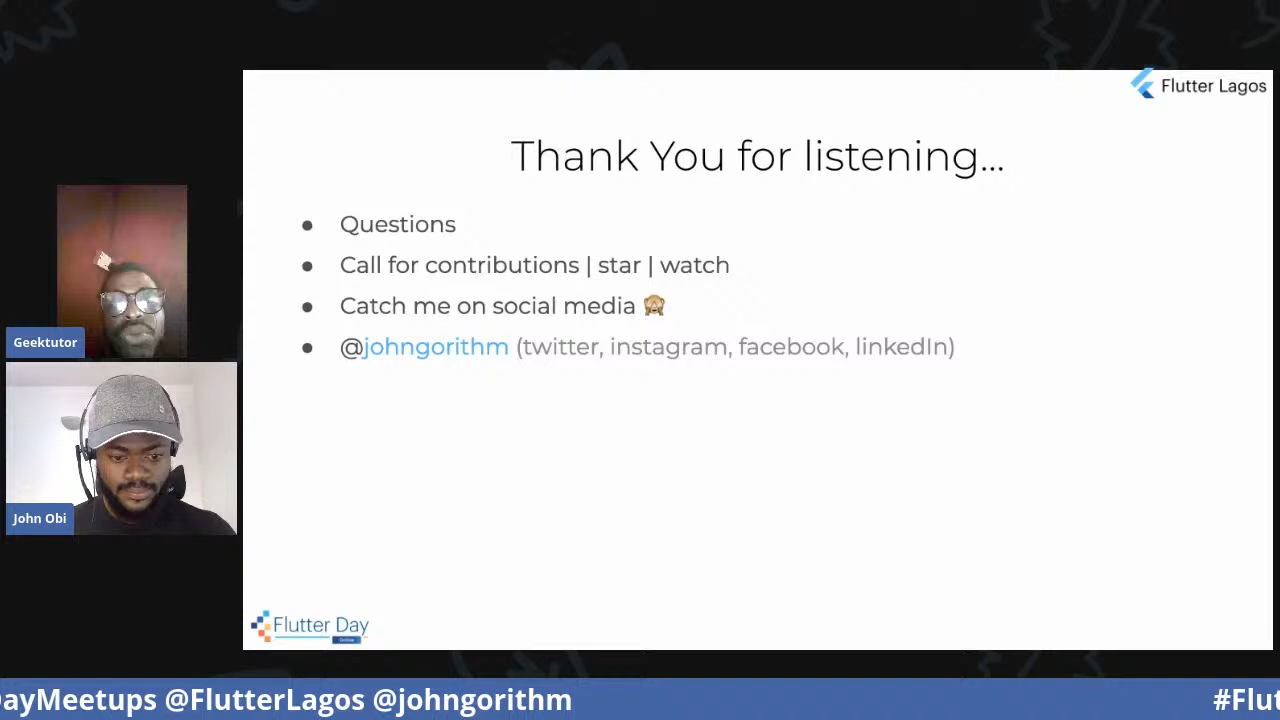 Flutter Lagos
Thank You for listening...
● Questions
● Call for contributions | star | watch
● Catch me on social media 🙈
● @johngorithm (twitter, instagram, facebook, linkedIn)
Geektutor
John Obi
Flutter Day
ayMeetups @FlutterLagos @johngorithm
#Flut